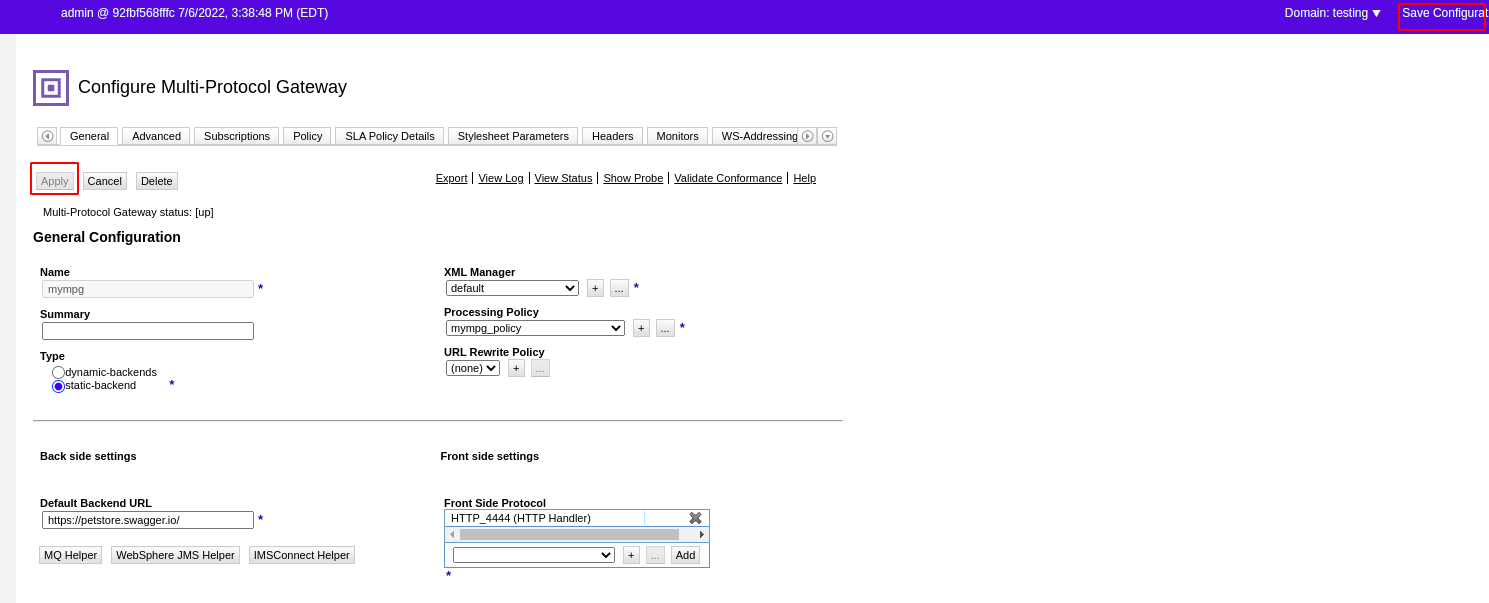 admin @ 92fbf568fffc 7/6/2022, 3:38:48 PM (EDT) Domain: testing Save Configurat
Configure Multi-Protocol Gateway
General Advanced Subscriptions Policy SLA Policy Details Stylesheet Parameters Headers Monitors WS-Addressing
Apply Cancel Delete Export View Log View Status Show Probe Validate Conformance Help
Multi-Protocol Gateway status: [up]
General Configuration
Name
mympg *
Summary
Type
dynamic-backends
static-backend *
XML Manager
default + ... *
Processing Policy
mympg_policy + ... *
URL Rewrite Policy
(none) + ...
Back side settings
Default Backend URL
https://petstore.swagger.io/ *
MQ Helper WebSphere JMS Helper IMSConnect Helper
Front side settings
Front Side Protocol
HTTP_4444 (HTTP Handler)
+ ... Add
*